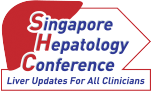 Singapore
Hepatology
Conference
Liver Updates For All Clinicians